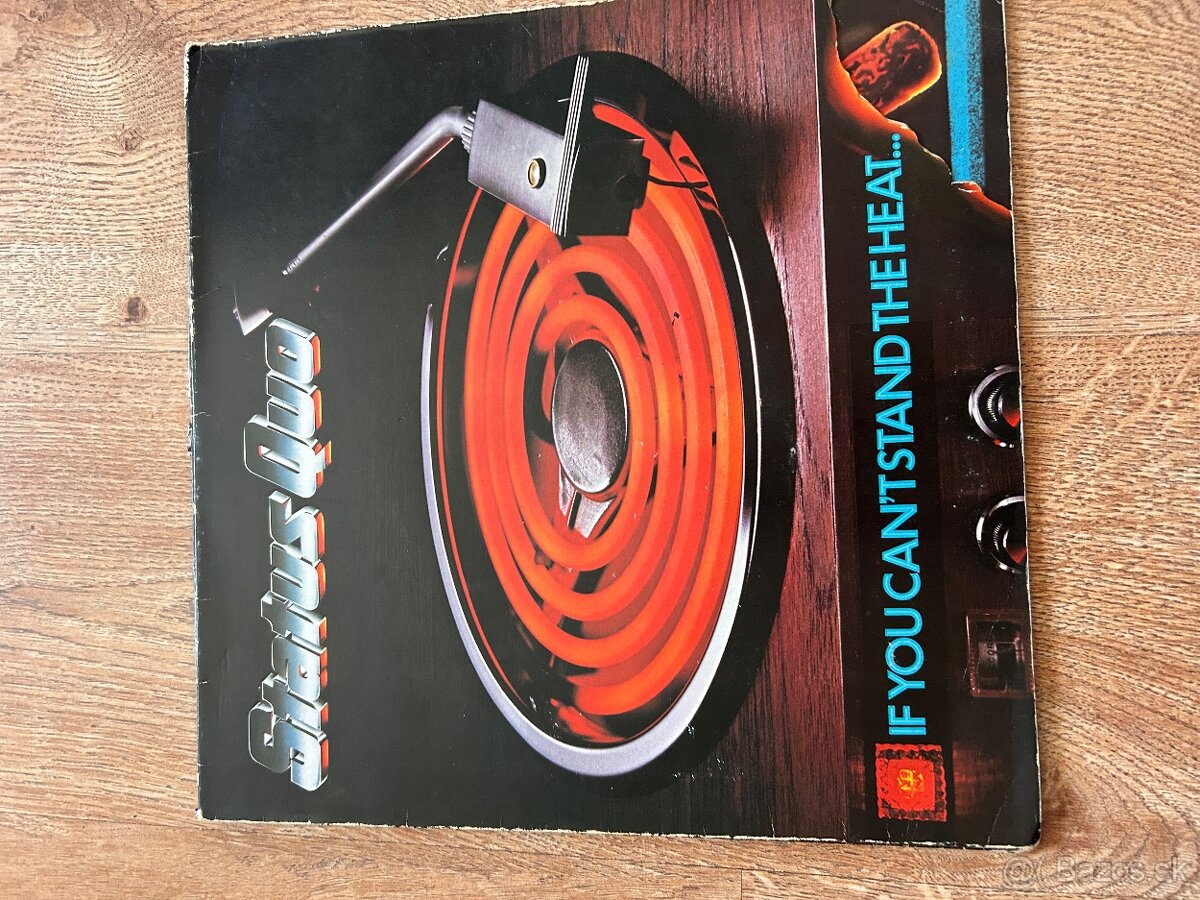 Status Quo
IF YOU CAN'T STAND THE HEAT...
Bazos.sk